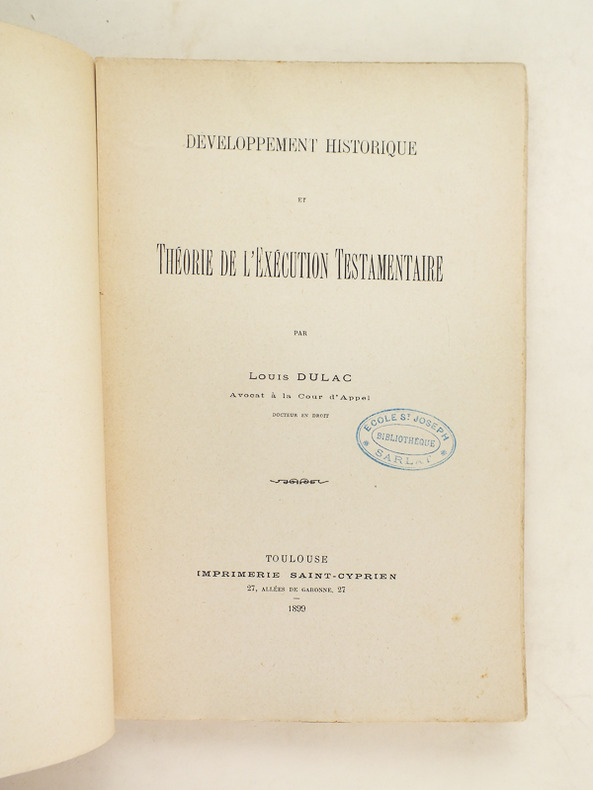 DEVELOPPEMENT HISTORIQUE
ET
THÉORIE DE L'EXÉCUTION TESTAMENTAIRE
PAR
LOUIS DULAC
Avocat à la Cour d'Appel
DOCTEUR EN DROIT
ECOLE ST JOSEPH
BIBLIOTHÈQUE
SARLAT
TOULOUSE
IMPRIMERIE SAINT-CYPRIEN
27, ALLÉES DE GARONNE, 27
1899